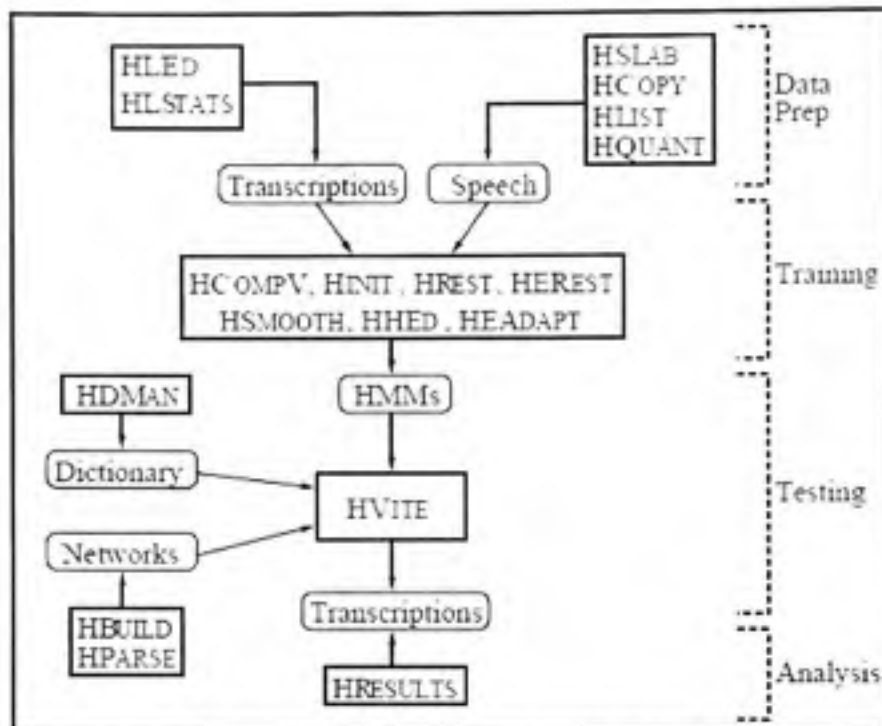 HLED
HLSTATS
HSLAB
HCOPY
HLIST
HQUANT
Data
Prep
Transcriptions
Speech
HCOMPV, HINIT, HREST, HEREST
HSMOOTH, HHED, HEADAPT
Training
HDMAN
HMMs
Dictionary
HVITE
Testing
Networks
Transcriptions
HBUILD
HPARSE
HRESULTS
Analysis